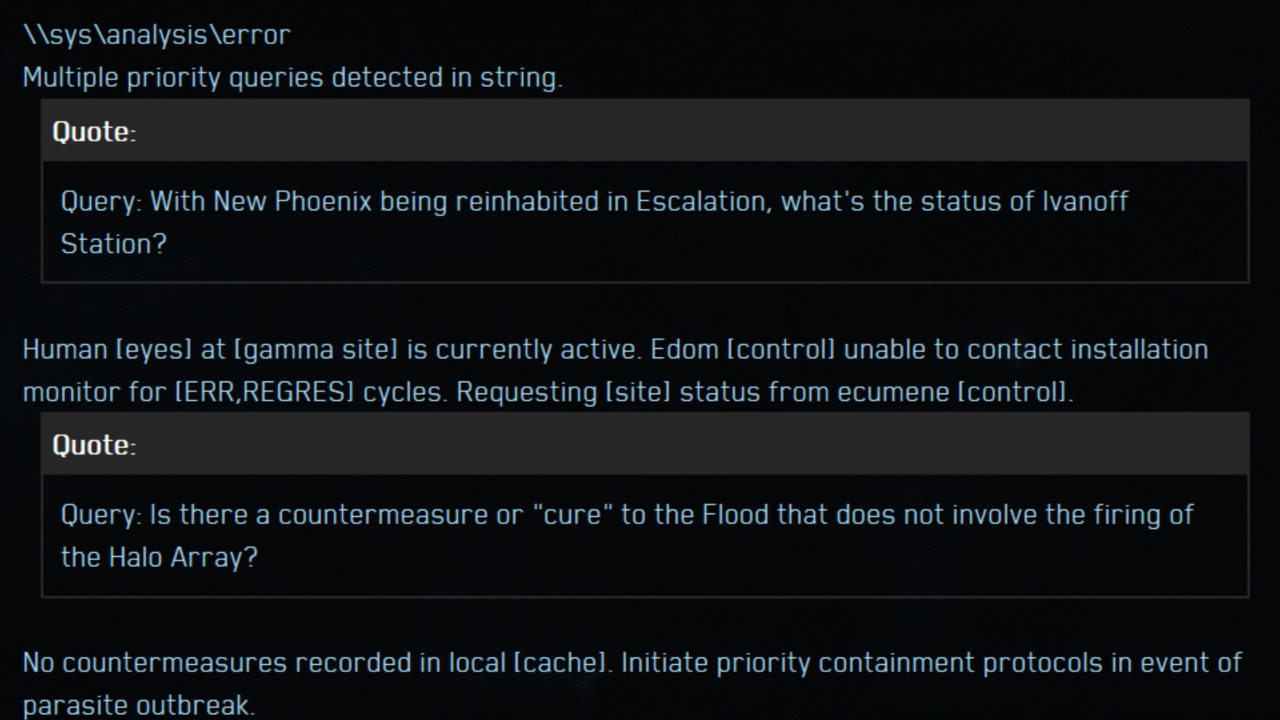 \\sys\analysis\error
Multiple priority queries detected in string.
Quote:
Query: With New Phoenix being reinhabited in Escalation, what's the status of Ivanoff
Station?
Human [eyes] at [gamma site] is currently active. Edom [control] unable to contact installation
monitor for [ERR,REGRES] cycles. Requesting [site] status from ecumene [control].
Quote:
Query: Is there a countermeasure or "cure" to the Flood that does not involve the firing of
the Halo Array?
No countermeasures recorded in local [cache]. Initiate priority containment protocols in event of
parasite outbreak.